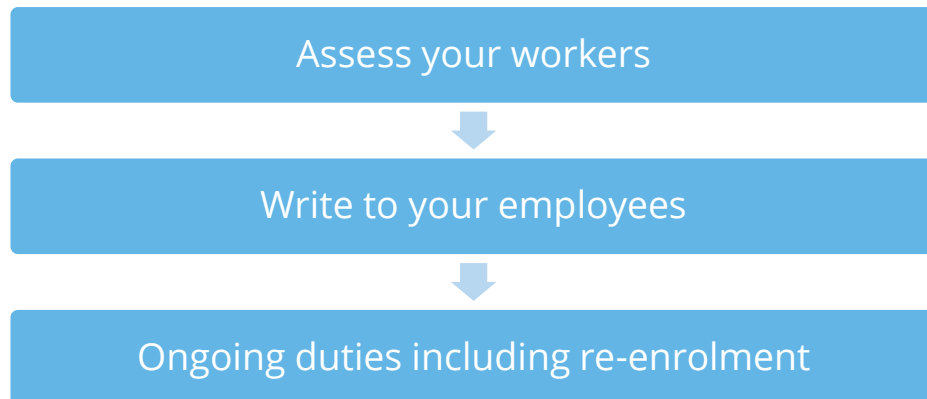 Assess your workers
Write to your employees
Ongoing duties including re-enrolment